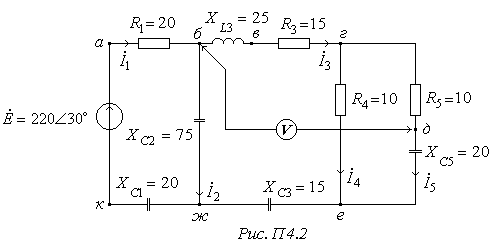 R₁=20
X_L3 = 25
R₃=15
а
İ₁
б
в
İ₃
г
R₄=10
R₅=10
Ė = 220∠30°
X_C2 = 75
V
д
X_C5 = 20
X_C1 = 20
İ₂
X_C3 = 15
İ₄
İ₅
к
ж
е
Рис. П4.2